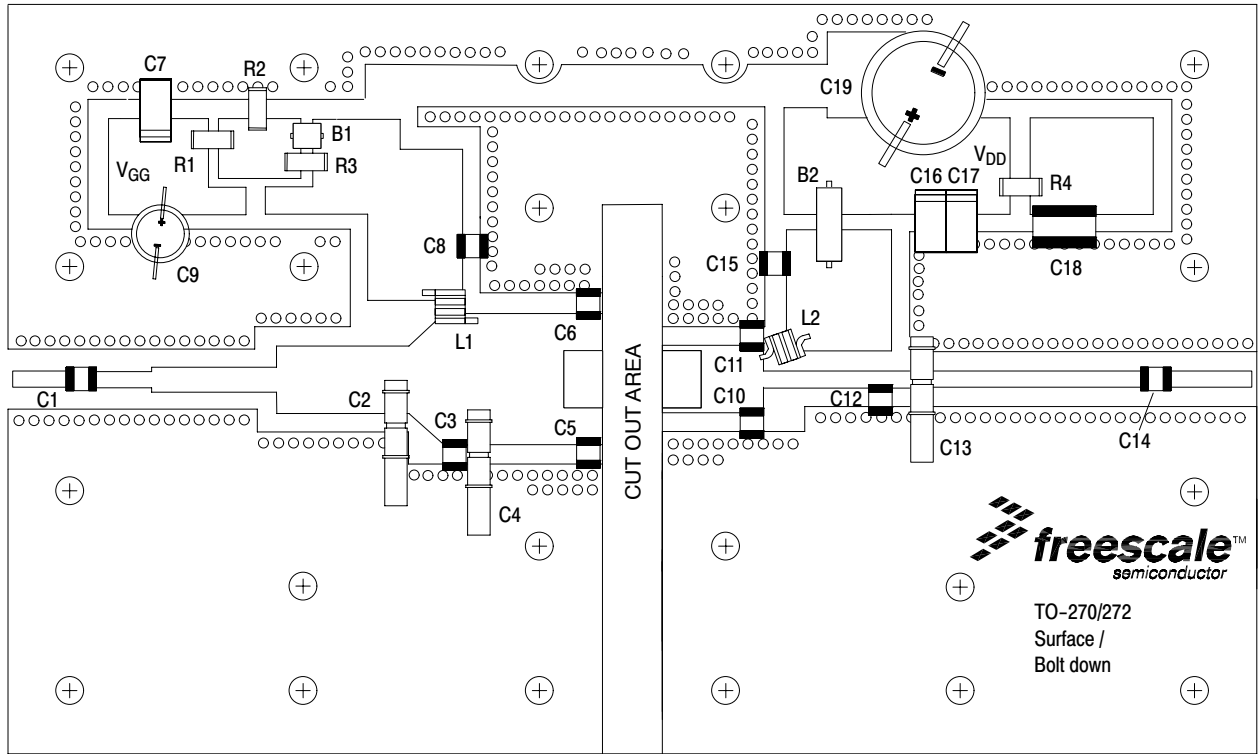 C7
R2
B1
R1
R3
VGG
C9
C8
L1
C6
C19
VDD
C16 C17
R4
B2
C15
C18
L2
C11
C1
C2
C3
C5
C4
CUT OUT AREA
C10
C12
C13
C14
freescale™
semiconductor
TO-270/272
Surface /
Bolt down